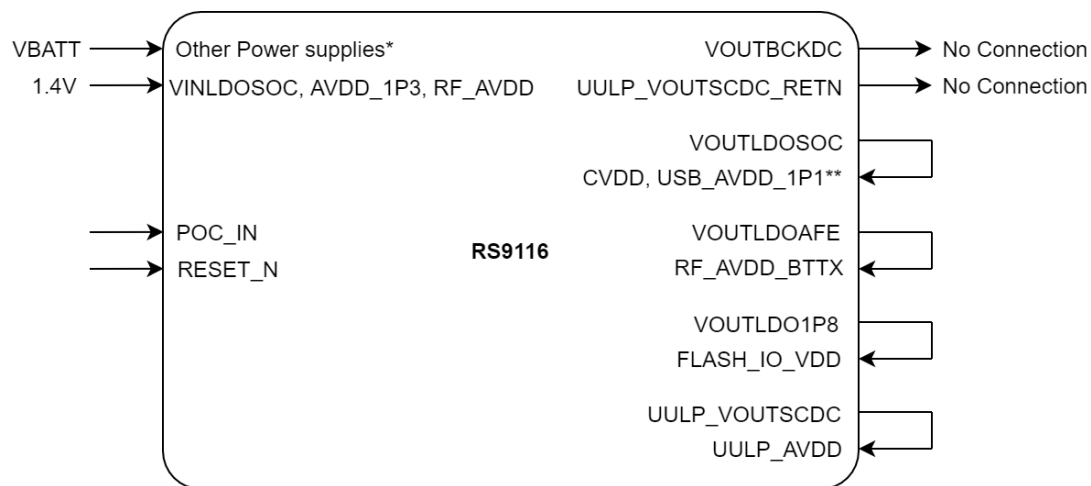 VBATT
Other Power supplies*
VOUTBCKDC
No Connection
1.4V
VINLDOSOC, AVDD_1P3, RF_AVDD
UULP_VOUTSCDC_RETN
No Connection
VOUTLDOSOC
CVDD, USB_AVDD_1P1**
POC_IN
VOUTLDOAFE
RS9116
RESET_N
RF_AVDD_BTTX
VOUTLDO1P8
FLASH_IO_VDD
UULP_VOUTSCDC
UULP_AVDD